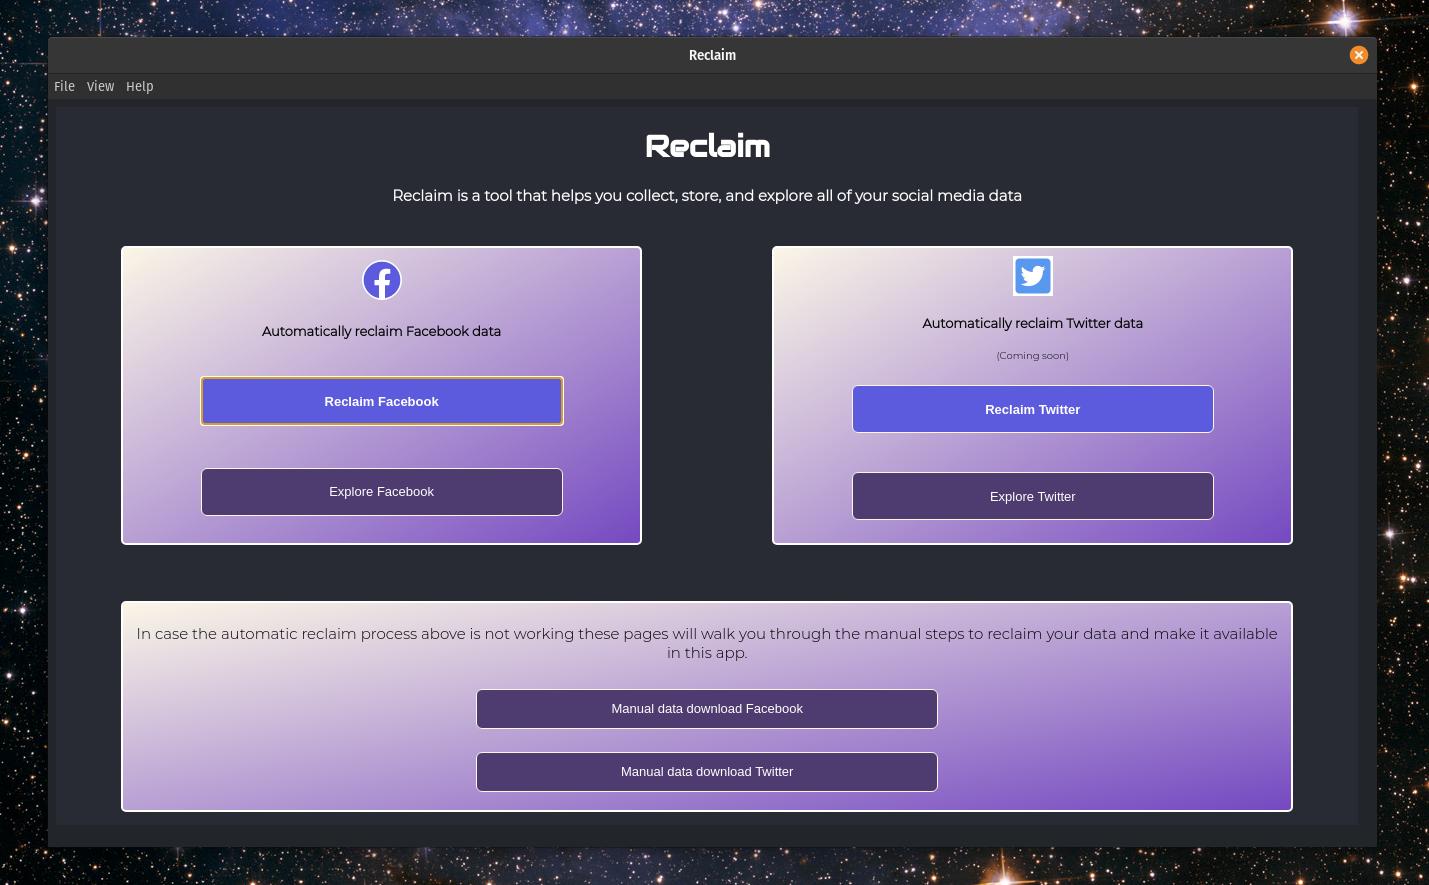 Reclaim
File View Help
Reclaim
Reclaim is a tool that helps you collect, store, and explore all of your social media data
Automatically reclaim Facebook data
Reclaim Facebook
Explore Facebook
Automatically reclaim Twitter data
(Coming soon)
Reclaim Twitter
Explore Twitter
In case the automatic reclaim process above is not working these pages will walk you through the manual steps to reclaim your data and make it available
in this app.
Manual data download Facebook
Manual data download Twitter